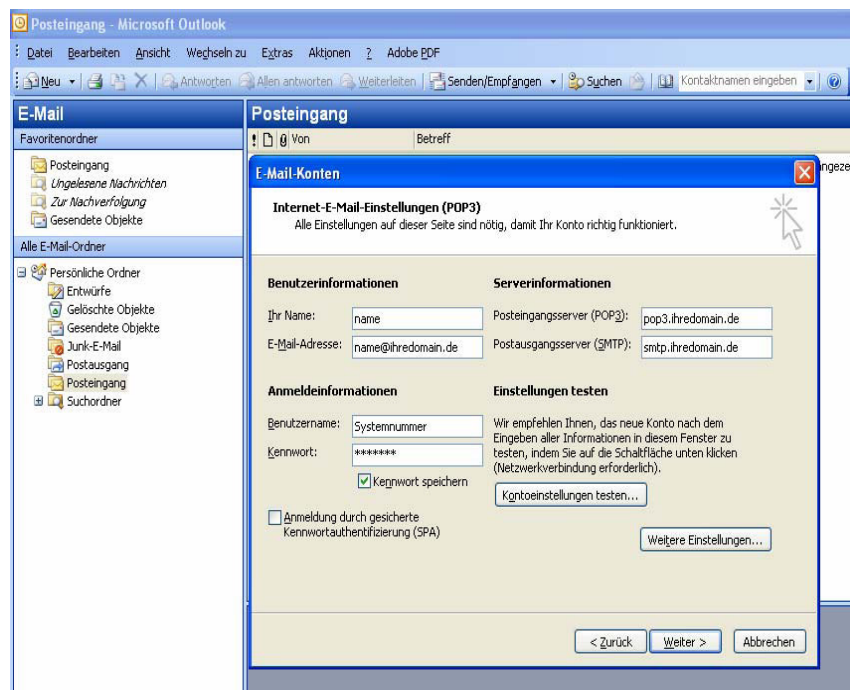 Posteingang - Microsoft Outlook
Datei Bearbeiten Ansicht Wechseln zu Extras Aktionen ? Adobe PDF
Neu Antworten Allen antworten Weiterleiten Senden/Empfangen Suchen Kontaktnamen eingeben
E-Mail
Favoritenordner
Posteingang
Ungelesene Nachrichten
Zur Nachverfolgung
Gesendete Objekte
Alle E-Mail-Ordner
Persönliche Ordner
Entwürfe
Gelöschte Objekte
Gesendete Objekte
Junk-E-Mail
Postausgang
Posteingang
Suchordner
Posteingang
Von Betreff
E-Mail-Konten
Internet-E-Mail-Einstellungen (POP3)
Alle Einstellungen auf dieser Seite sind nötig, damit Ihr Konto richtig funktioniert.
Benutzerinformationen
Ihr Name: name
E-Mail-Adresse: name@ihredomain.de
Serverinformationen
Posteingangsserver (POP3): pop3.ihredomain.de
Postausgangsserver (SMTP): smtp.ihredomain.de
Anmeldeinformationen
Benutzername: Systemnummer
Kennwort: *******
Kennwort speichern
Anmeldung durch gesicherte
Kennwortauthentifizierung (SPA)
Einstellungen testen
Wir empfehlen Ihnen, das neue Konto nach dem
Eingeben aller Informationen in diesem Fenster zu
testen, indem Sie auf die Schaltfläche unten klicken
(Netzwerkverbindung erforderlich).
Kontoeinstellungen testen...
Weitere Einstellungen...
< Zurück Weiter > Abbrechen